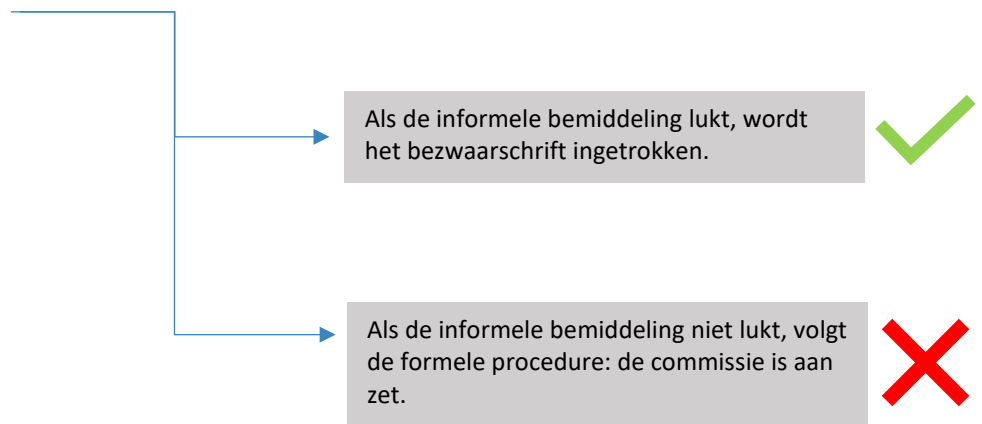 Als de informele bemiddeling lukt, wordt
het bezwaarschrift ingetrokken.
Als de informele bemiddeling niet lukt, volgt
de formele procedure: de commissie is aan
zet.